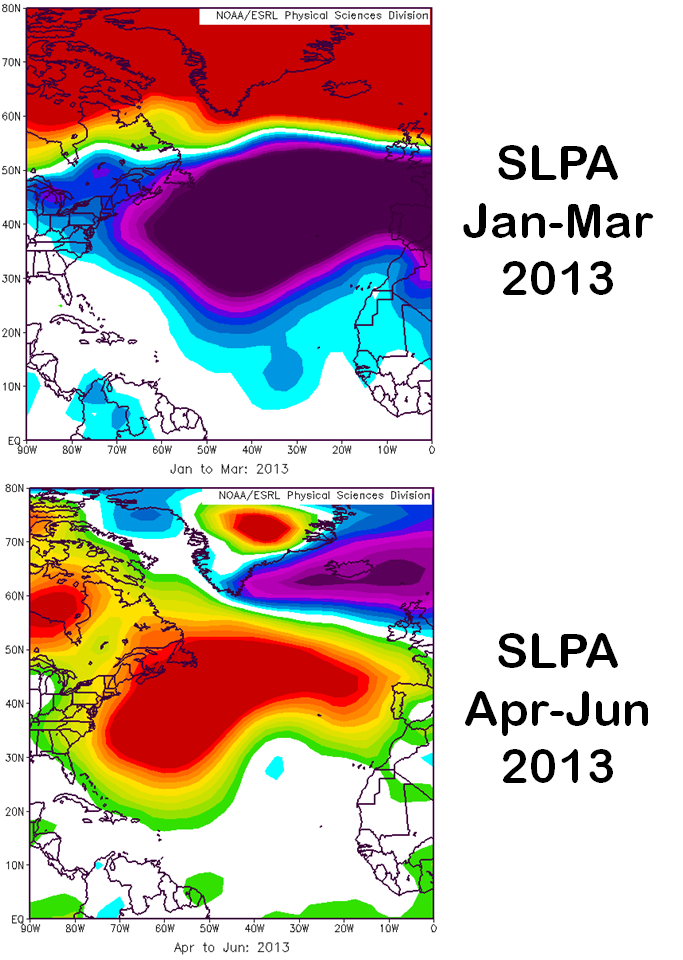 NOAA/ESRL Physical Sciences Division
80N
70N
60N
50N
40N
30N
20N
10N
EQ
90W 80W 70W 60W 50W 40W 30W 20W 10W 0
Jan to Mar: 2013
SLPA
Jan-Mar
2013
NOAA/ESRL Physical Sciences Division
80N
70N
60N
50N
40N
30N
20N
10N
EQ
90W 80W 70W 60W 50W 40W 30W 20W 10W 0
Apr to Jun: 2013
SLPA
Apr-Jun
2013